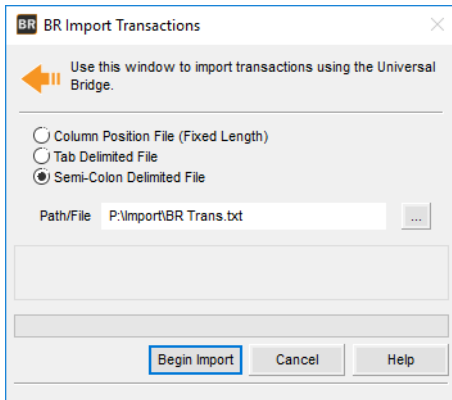 BR BR Import Transactions
Use this window to import transactions using the Universal
Bridge.
Column Position File (Fixed Length)
Tab Delimited File
Semi-Colon Delimited File
Path/File P:\Import\BR Trans.txt ...
Begin Import Cancel Help